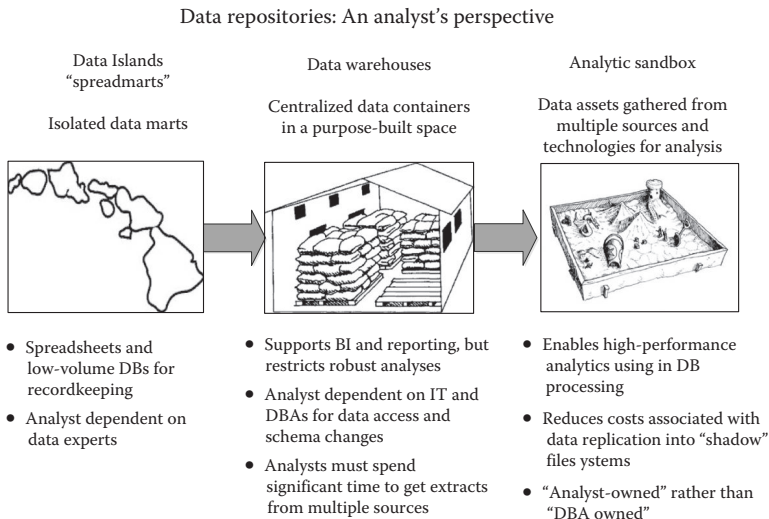 Data repositories: An analyst’s perspective
Data Islands
“spreadmarts”
Isolated data marts
Data warehouses
Centralized data containers
in a purpose-built space
Analytic sandbox
Data assets gathered from
multiple sources and
technologies for analysis
• Spreadsheets and
low-volume DBs for
recordkeeping
• Analyst dependent on
data experts
• Supports BI and reporting, but
restricts robust analyses
• Analyst dependent on IT and
DBAs for data access and
schema changes
• Analysts must spend
significant time to get extracts
from multiple sources
• Enables high-performance
analytics using in DB
processing
• Reduces costs associated with
data replication into “shadow”
files ystems
• “Analyst-owned” rather than
“DBA owned”